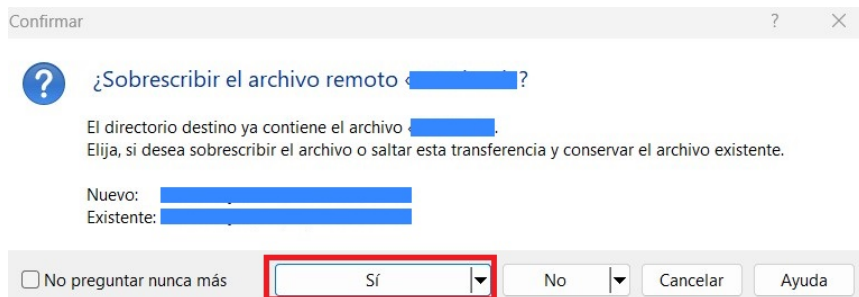 Confirmar
¿Sobrescribir el archivo remoto « ?
El directorio destino ya contiene el archivo « .
Elija, si desea sobrescribir el archivo o saltar esta transferencia y conservar el archivo existente.
Nuevo:
Existente:
No preguntar nunca más Sí No Cancelar Ayuda